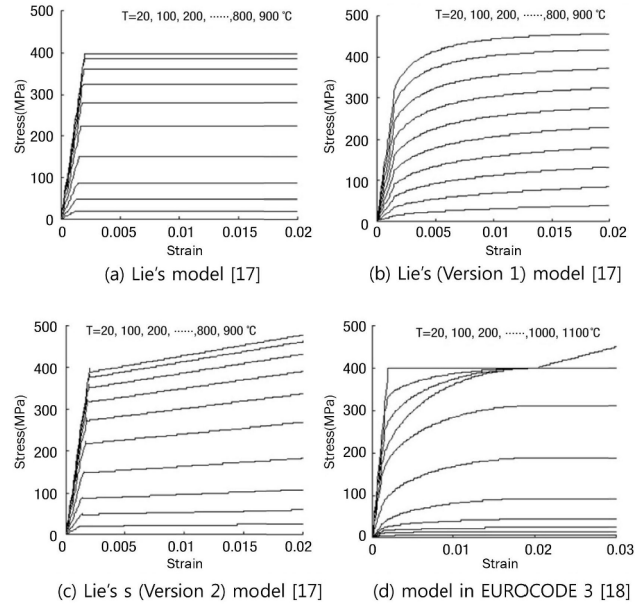 T=20, 100, 200, ······,800, 900 ℃
500
400
300
200
100
0
Stress(MPa)
0
0.005
0.01
0.015
0.02
Strain
(a) Lie's model [17]
T=20, 100, 200, ······,800, 900 ℃
500
400
300
200
100
0
Stress(MPa)
0
0.005
0.01
0.015
0.02
Strain
(b) Lie's (Version 1) model [17]
T=20, 100, 200, ······,800, 900 ℃
500
400
300
200
100
0
Stress(MPa)
0
0.005
0.01
0.015
0.02
Strain
(c) Lie's s (Version 2) model [17]
T=20, 100, 200, ······,1000, 1100℃
500
400
300
200
100
0
Stress(MPa)
0
0.01
0.02
0.03
Strain
(d) model in EUROCODE 3 [18]